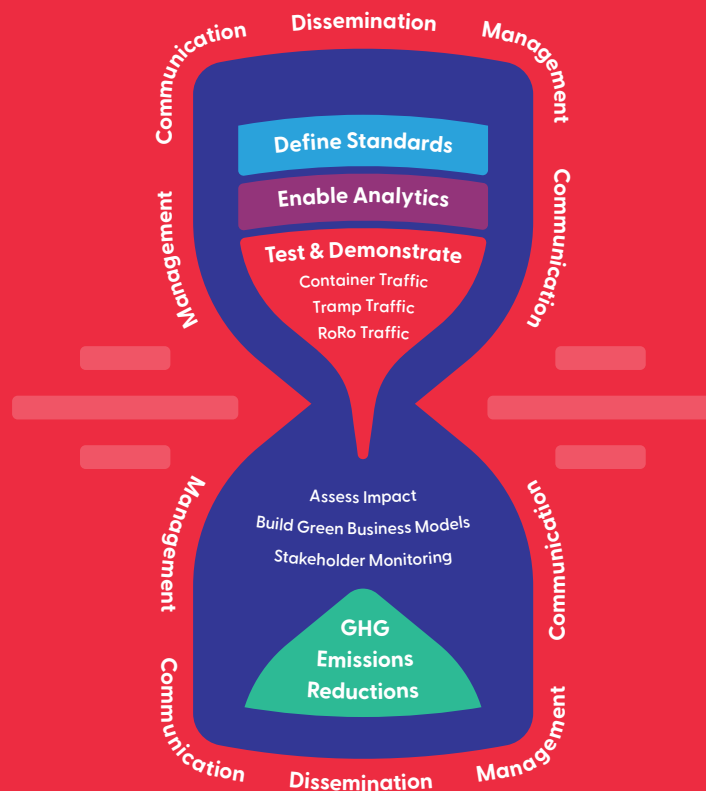 Communication
Dissemination
Management
Define Standards
Management
Enable Analytics
Communication
Test & Demonstrate
Container Traffic
Tramp Traffic
RoRo Traffic
Management
Assess Impact
Communication
Build Green Business Models
Stakeholder Monitoring
GHG
Emissions
Reductions
Communication
Dissemination
Management